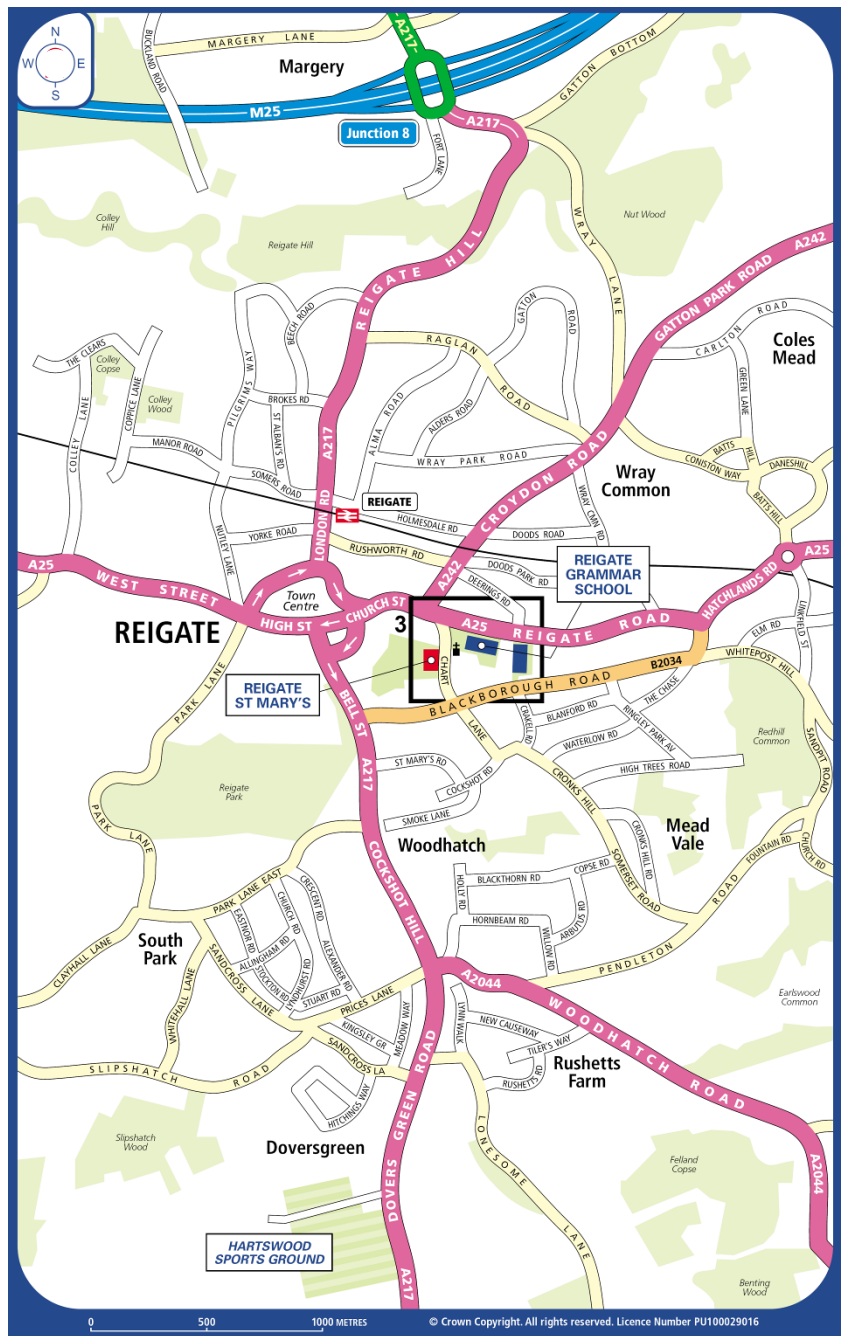 N
W
E
S
BUCKLAND ROAD
MARGERY LANE
Margery
A217
GATTON BOTTOM
M25
Junction 8
A217
FORT LANE
Colley
Hill
Reigate Hill
Nut Wood
WRAY LANE
REIGATE HILL
GATTON PARK ROAD
A242
CARLTON ROAD
Coles
Mead
GREEN LANE
THE CLEARS
Colley
Copse
Colley
Wood
COLLEY LANE
COPPICE LANE
PILGRIMS WAY
BEECH ROAD
BROKES RD
ST ALBAN'S RD
A217
RAGLAN ROAD
GATTON ROAD
ALMA ROAD
ALDERS ROAD
WRAY PARK ROAD
CROYDON ROAD
MANOR ROAD
SOMERS ROAD
Wray
Common
BATTS HILL
CONISTON WAY
DANESHILL
BATTS HILL
WRAY CMN RD
REIGATE
HOLMESDALE RD
DOODS ROAD
NUTLEY LANE
YORKE ROAD
LONDON RD
RUSHWORTH RD
DOODS PARK RD
DEERINGS RD
REIGATE
GRAMMAR
SCHOOL
HATCHLANDS RD
A25
A25
WEST STREET
Town
Centre
HIGH ST
CHURCH ST
A242
3
A25
REIGATE ROAD
LINKFIELD ST
ELM RD
REIGATE
REIGATE
ST MARY'S
CHART LANE
B2034
BLACKBOROUGH ROAD
WHITEPOST HILL
THE CHASE
PARK LANE
BELL ST
A217
CRAKELL RD
BLANFORD RD
RINGLEY PARK AV
WATERLOW RD
HIGH TREES ROAD
Redhill
Common
SANDPIT ROAD
ST MARY'S RD
COCKSHOT RD
SMOKE LANE
CRONKS HILL
Reigate
Park
PARK LANE
Woodhatch
Mead
Vale
CRONKS HILL RD
SOMERSET ROAD
FOUNTAIN RD
CHURCH RD
COCKSHOT HILL
PARK LANE EAST
CRESCENT RD
CHURCH RD
HOLLY RD
BLACKTHORN RD
COPSE RD
HORNBEAM RD
ARBUTUS RD
WILLOW RD
PENDLETON ROAD
South
Park
CLAYHALL LANE
EASTNOR RD
ALLINGHAM RD
STOCKTON RD
LYNDHURST RD
ALEXANDER RD
STUART RD
SANDCROSS LANE
WHITEHALL LANE
PRICES LANE
KINGSLEY GR
MEADOW WAY
SANDCROSS LA
A2044
WOODHATCH ROAD
Earlswood
Common
LYNN WALK
NEW CAUSEWAY
TILER'S WAY
RUSHETTS RD
Rushetts
Farm
SLIPSHATCH ROAD
HITCHINGS WAY
Slipshatch
Wood
Doversgreen
DOVERS GREEN ROAD
LONESOME LANE
Felland
Copse
A2044
HARTSWOOD
SPORTS GROUND
A217
Benting
Wood
0 500 1000 METRES
© Crown Copyright. All rights reserved. Licence Number PU100029016